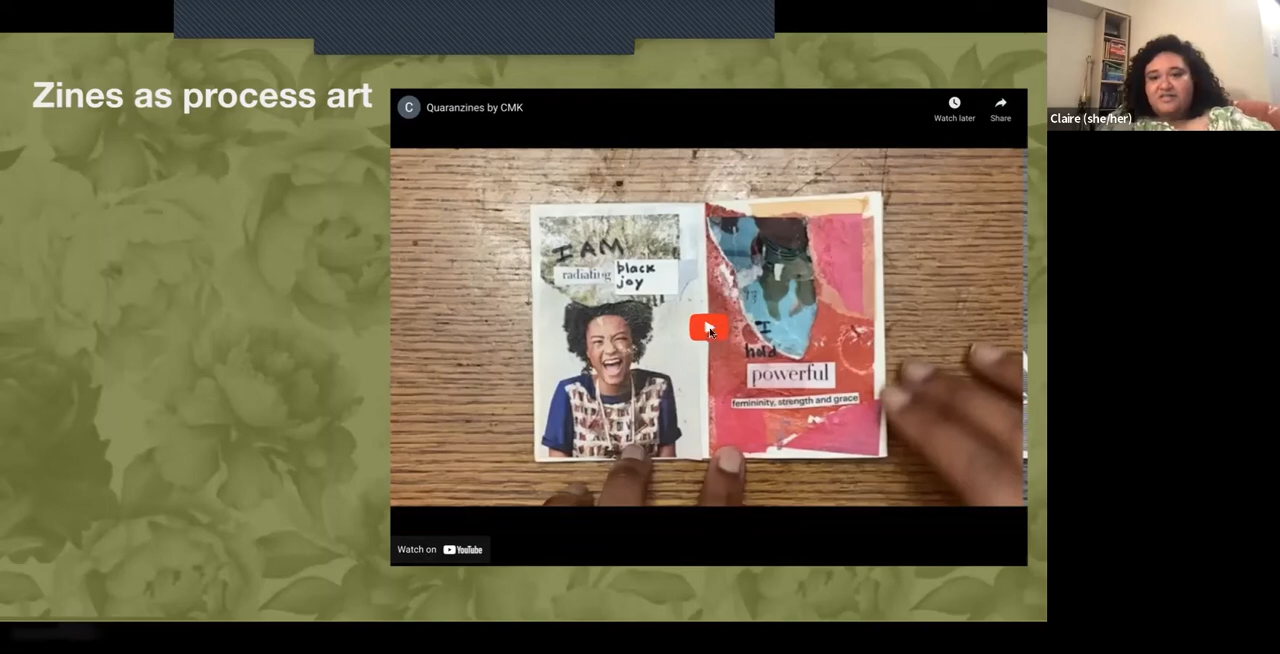 Zines as process art
C
Quaranzines by CMK
Watch later
Share
I AM
radiating
black
joy
I
hold
powerful
femininity, strength and grace
Watch on YouTube
Claire (she/her)